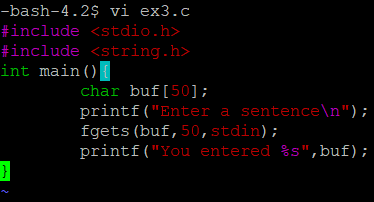 -bash-4.2$ vi ex3.c
#include <stdio.h>
#include <string.h>
int main(){
        char buf[50];
        printf("Enter a sentence\n");
        fgets(buf,50,stdin);
        printf("You entered %s",buf);
}
~